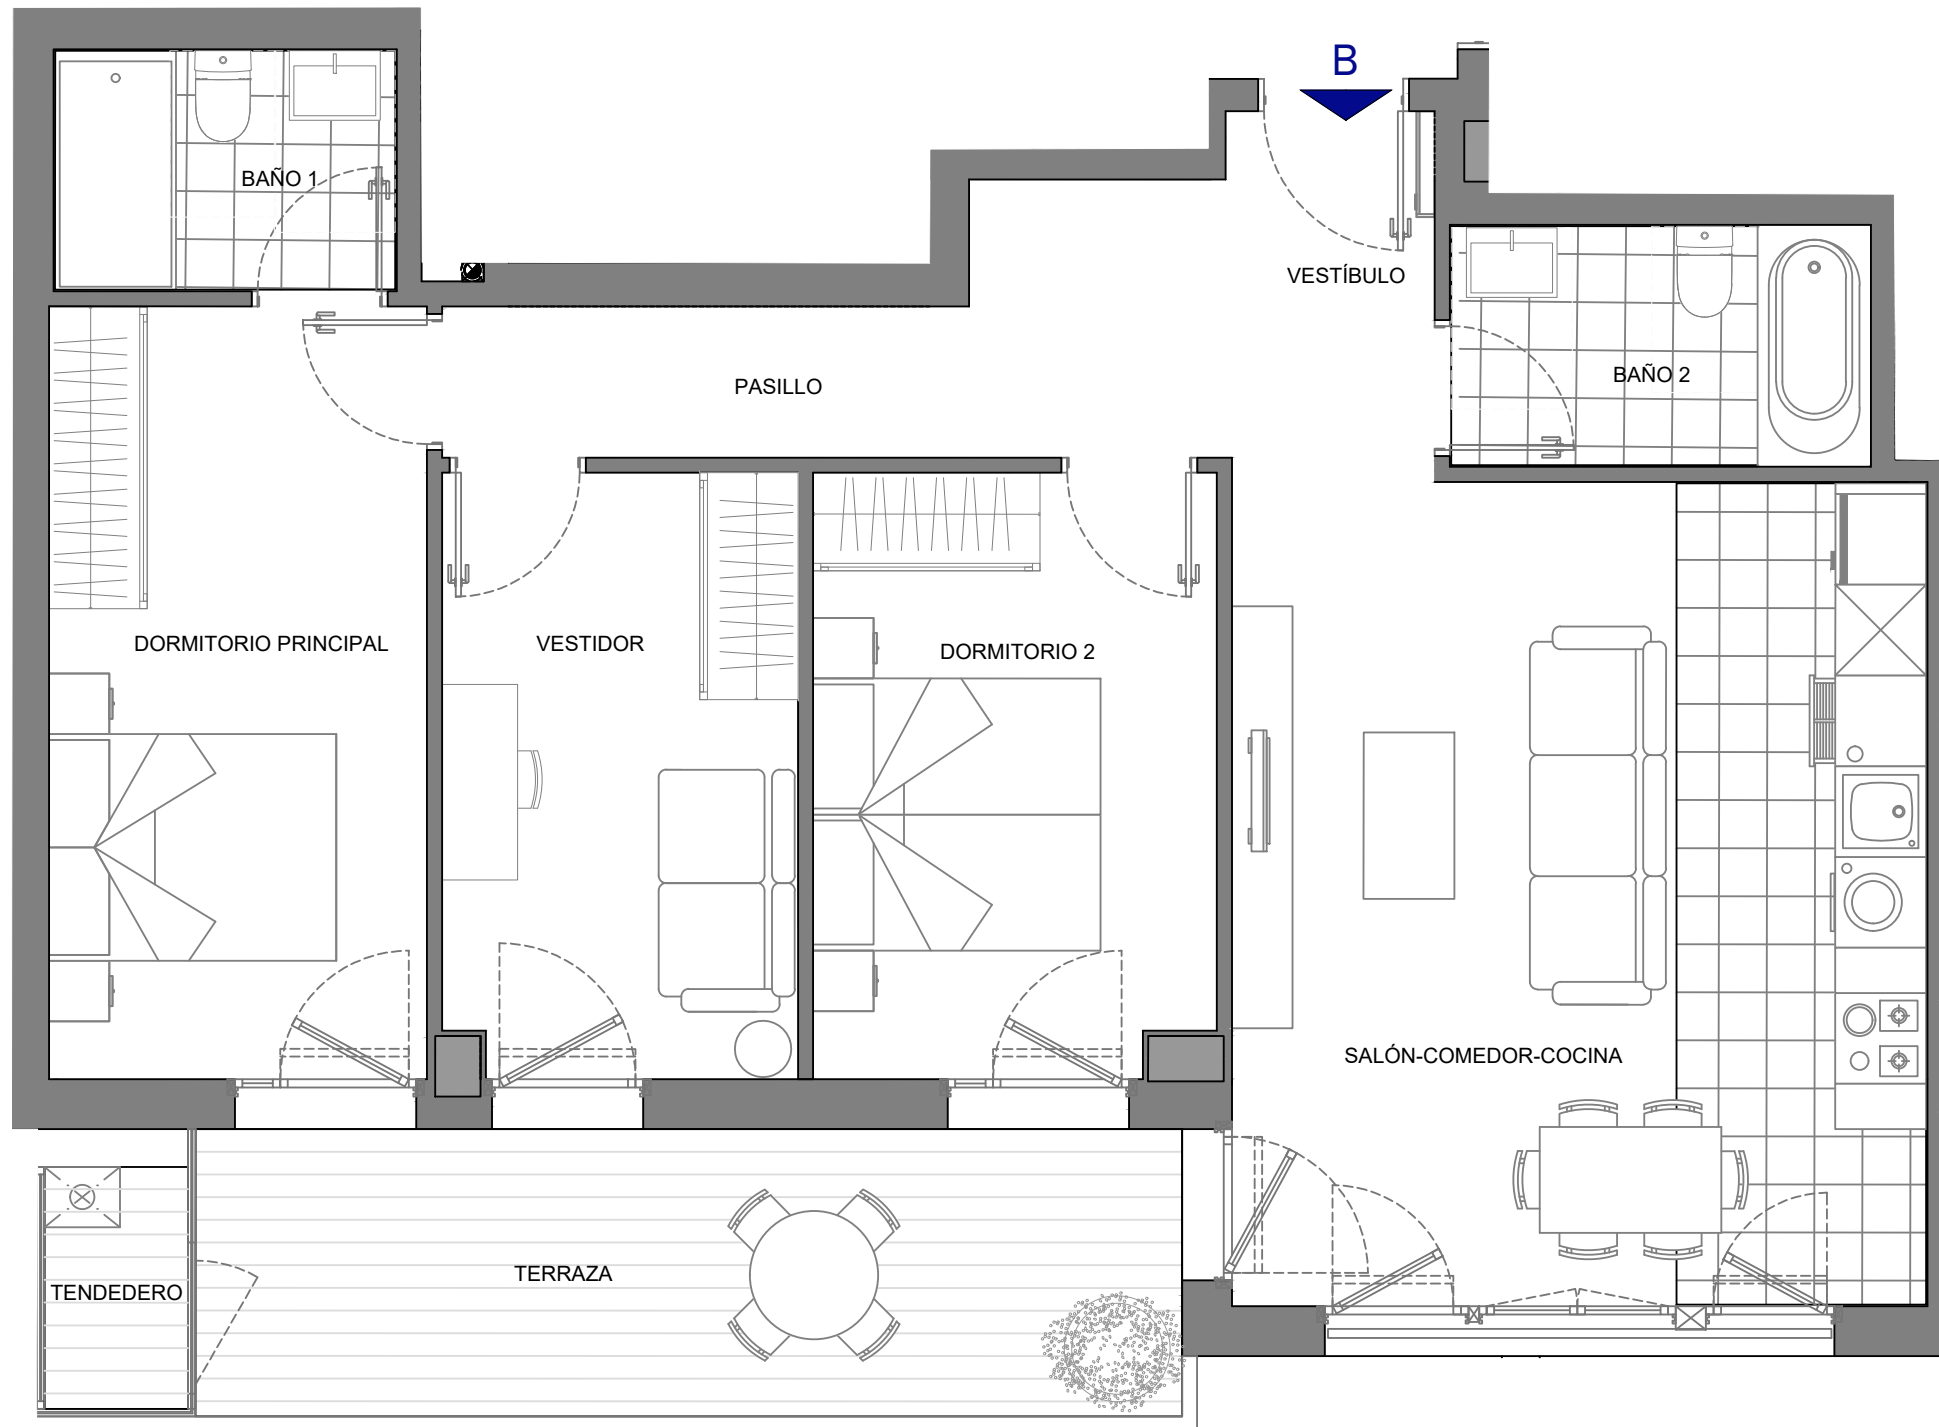 B
BAÑO 1
VESTÍBULO
PASILLO
BAÑO 2
DORMITORIO PRINCIPAL
VESTIDOR
DORMITORIO 2
SALÓN-COMEDOR-COCINA
TERRAZA
TENDEDERO